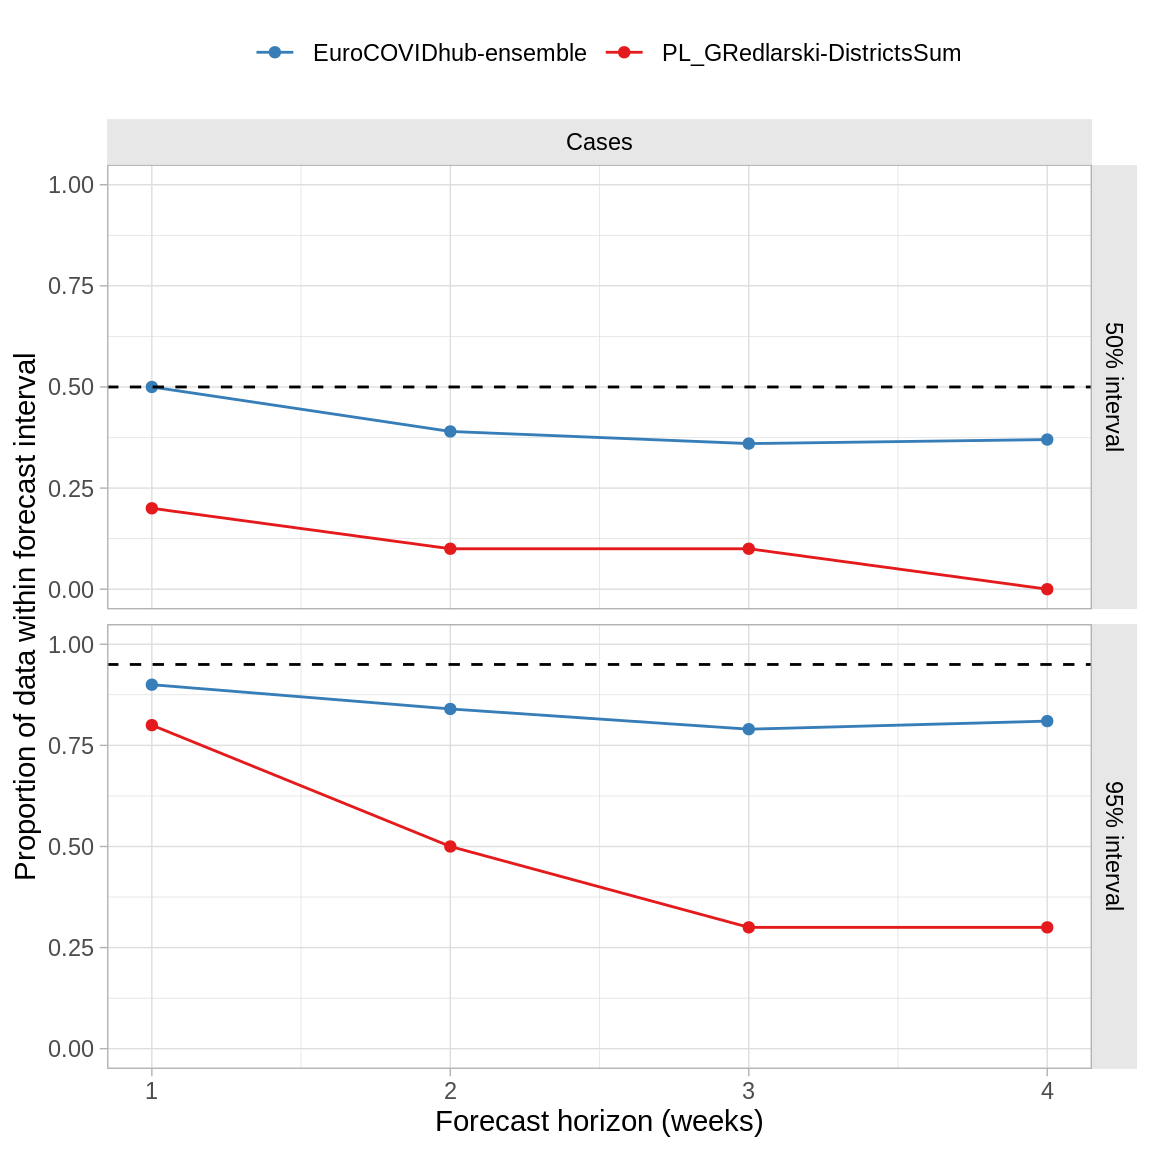 EuroCOVIDhub-ensemble PL_GRedlarski-DistrictsSum
Cases
Proportion of data within forecast interval
1.00
0.75
0.50
0.25
0.00
50% interval
1.00
0.75
0.50
0.25
0.00
95% interval
1 2 3 4
Forecast horizon (weeks)